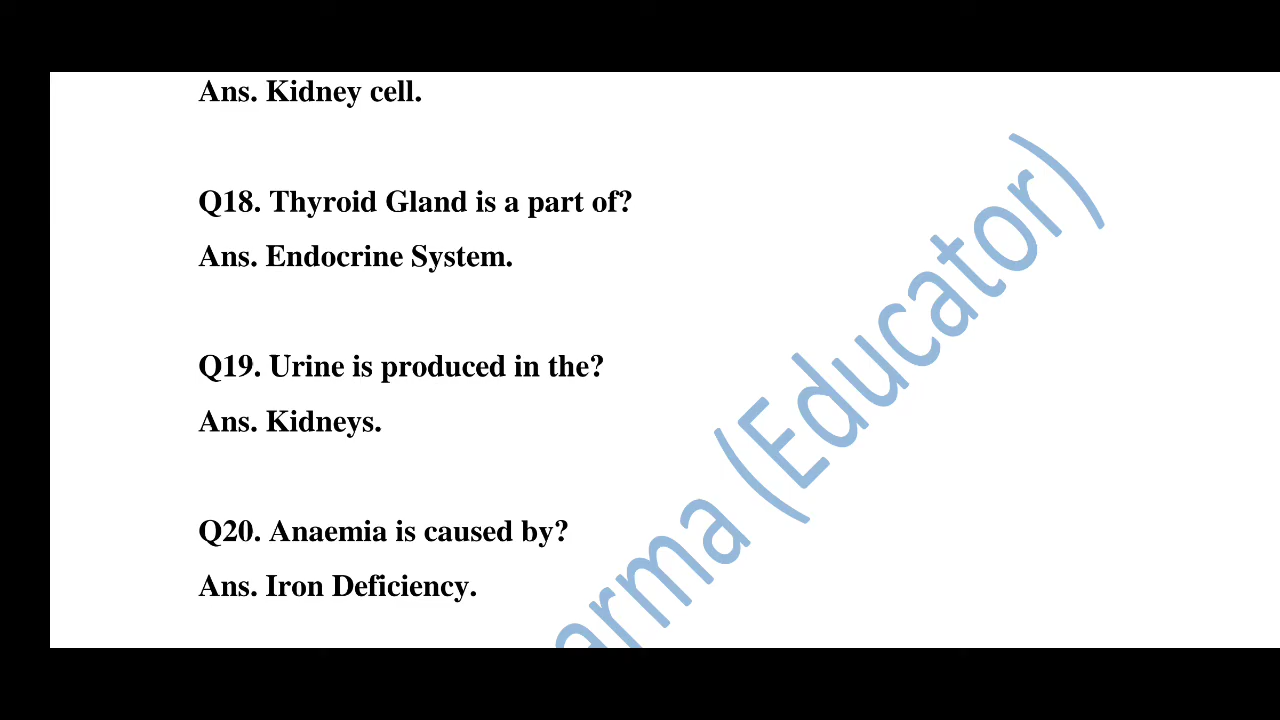 Ans. Kidney cell.
Q18. Thyroid Gland is a part of?
Ans. Endocrine System.
Q19. Urine is produced in the?
Ans. Kidneys.
Q20. Anaemia is caused by?
Ans. Iron Deficiency.
(Educator)